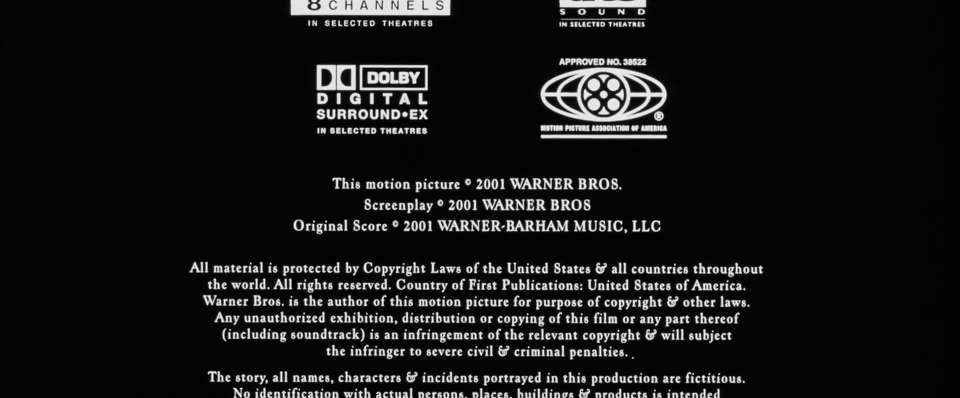 8 CHANNELS
IN SELECTED THEATRES
SOUND
IN SELECTED THEATRES
APPROVED NO. 38522
DOLBY
DIGITAL
SURROUND•EX
IN SELECTED THEATRES
®
MOTION PICTURE ASSOCIATION OF AMERICA
This motion picture © 2001 WARNER BROS.
Screenplay © 2001 WARNER BROS
Original Score © 2001 WARNER-BARHAM MUSIC, LLC
All material is protected by Copyright Laws of the United States & all countries throughout
the world. All rights reserved. Country of First Publications: United States of America.
Warner Bros. is the author of this motion picture for purpose of copyright & other laws.
Any unauthorized exhibition, distribution or copying of this film or any part thereof
(including soundtrack) is an infringement of the relevant copyright & will subject
the infringer to severe civil & criminal penalties. .
The story, all names, characters & incidents portrayed in this production are fictitious.
No identification with actual persons, places, buildings & products is intended